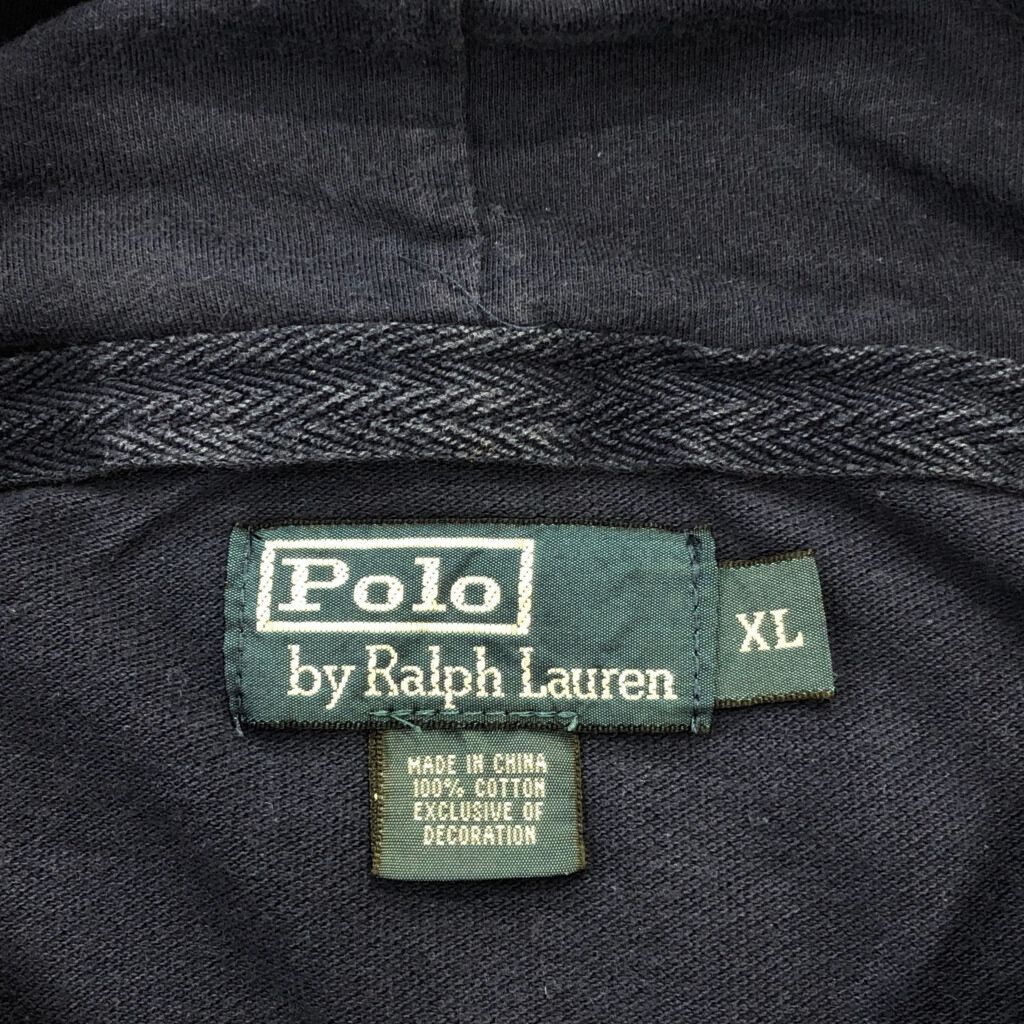 Polo
by Ralph Lauren
XL
MADE IN CHINA
100% COTTON
EXCLUSIVE OF
DECORATION